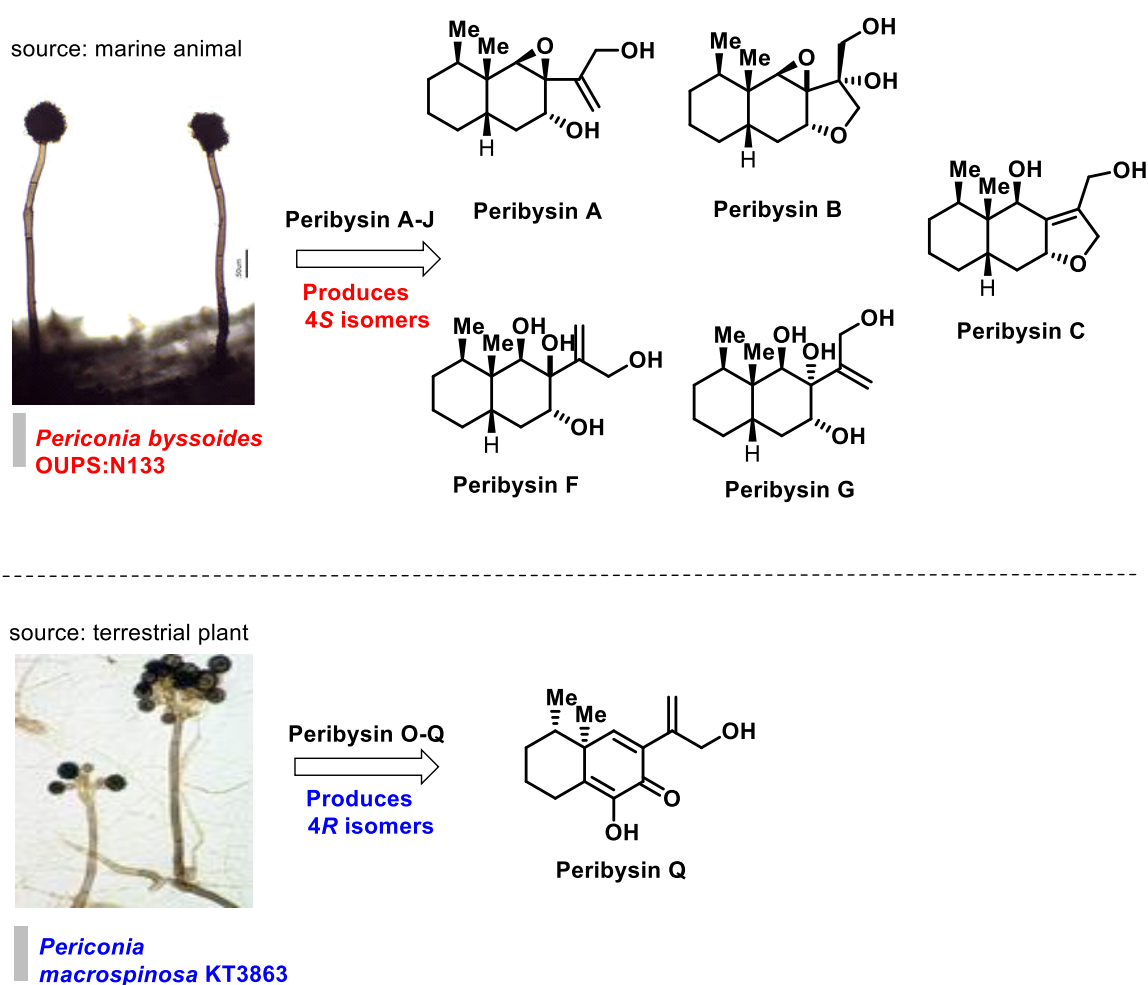 source: marine animal
50um
Peribysin A-J
Produces
4S isomers
Periconia byssoides
OUPS:N133
Me
Me
O
OH
OH
H
Peribysin A
Me
Me
O
OH
OH
O
H
Peribysin B
Me
Me
OH
OH
O
H
Peribysin C
Me
Me
OH
OH
OH
OH
H
Peribysin F
Me
Me
OH
OH
OH
OH
H
Peribysin G
source: terrestrial plant
Peribysin O-Q
Produces
4R isomers
Periconia
macrospinosa KT3863
Me
Me
OH
O
OH
Peribysin Q